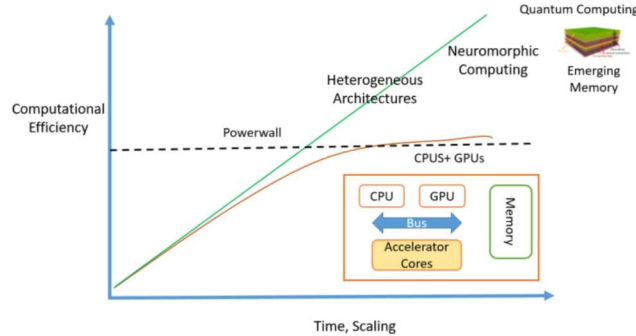 Quantum Computing
Neuromorphic
Computing
Emerging
Memory
Heterogeneous
Architectures
Computational
Efficiency
Powerwall
CPUS+ GPUs
CPU
GPU
Bus
Memory
Accelerator
Cores
Time, Scaling